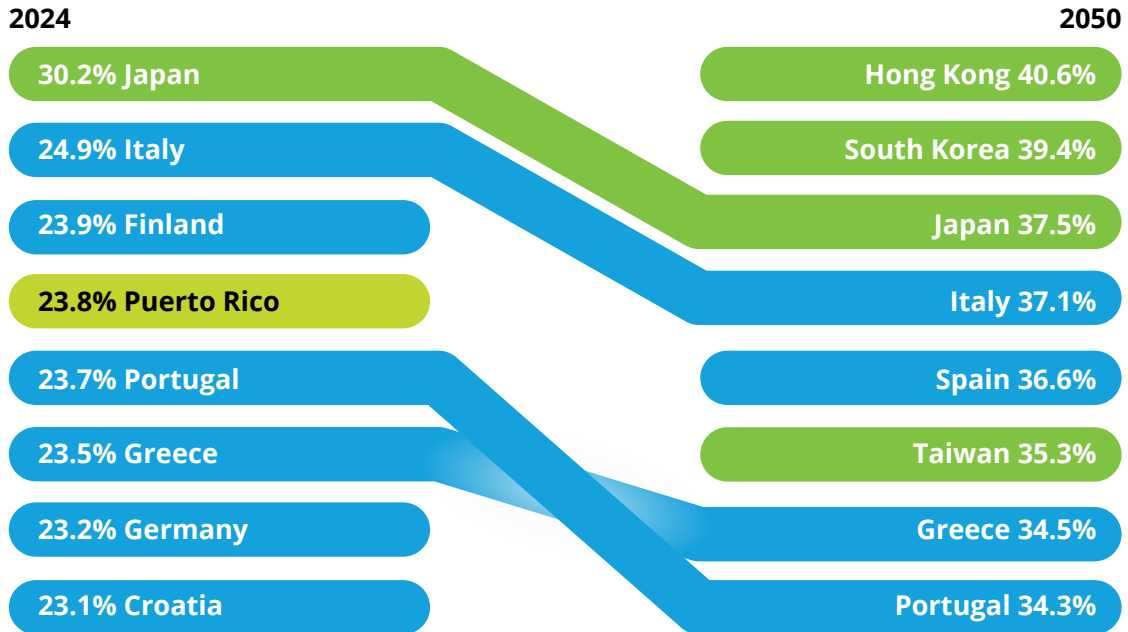 2024
2050
30.2% Japan
Hong Kong 40.6%
24.9% Italy
South Korea 39.4%
23.9% Finland
Japan 37.5%
23.8% Puerto Rico
Italy 37.1%
23.7% Portugal
Spain 36.6%
23.5% Greece
Taiwan 35.3%
23.2% Germany
Greece 34.5%
23.1% Croatia
Portugal 34.3%